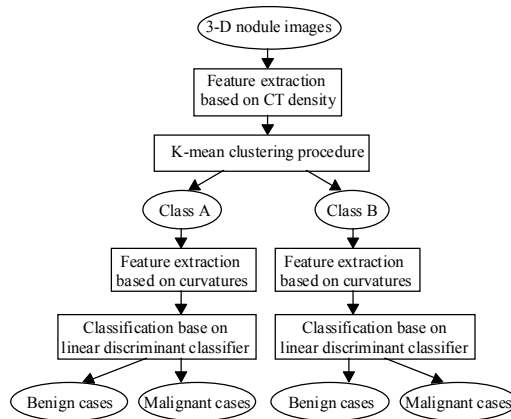 3-D nodule images
Feature extraction
based on CT density
K-mean clustering procedure
Class A
Class B
Feature extraction
based on curvatures
Feature extraction
based on curvatures
Classification base on
linear discriminant classifier
Classification base on
linear discriminant classifier
Benign cases
Malignant cases
Benign cases
Malignant cases